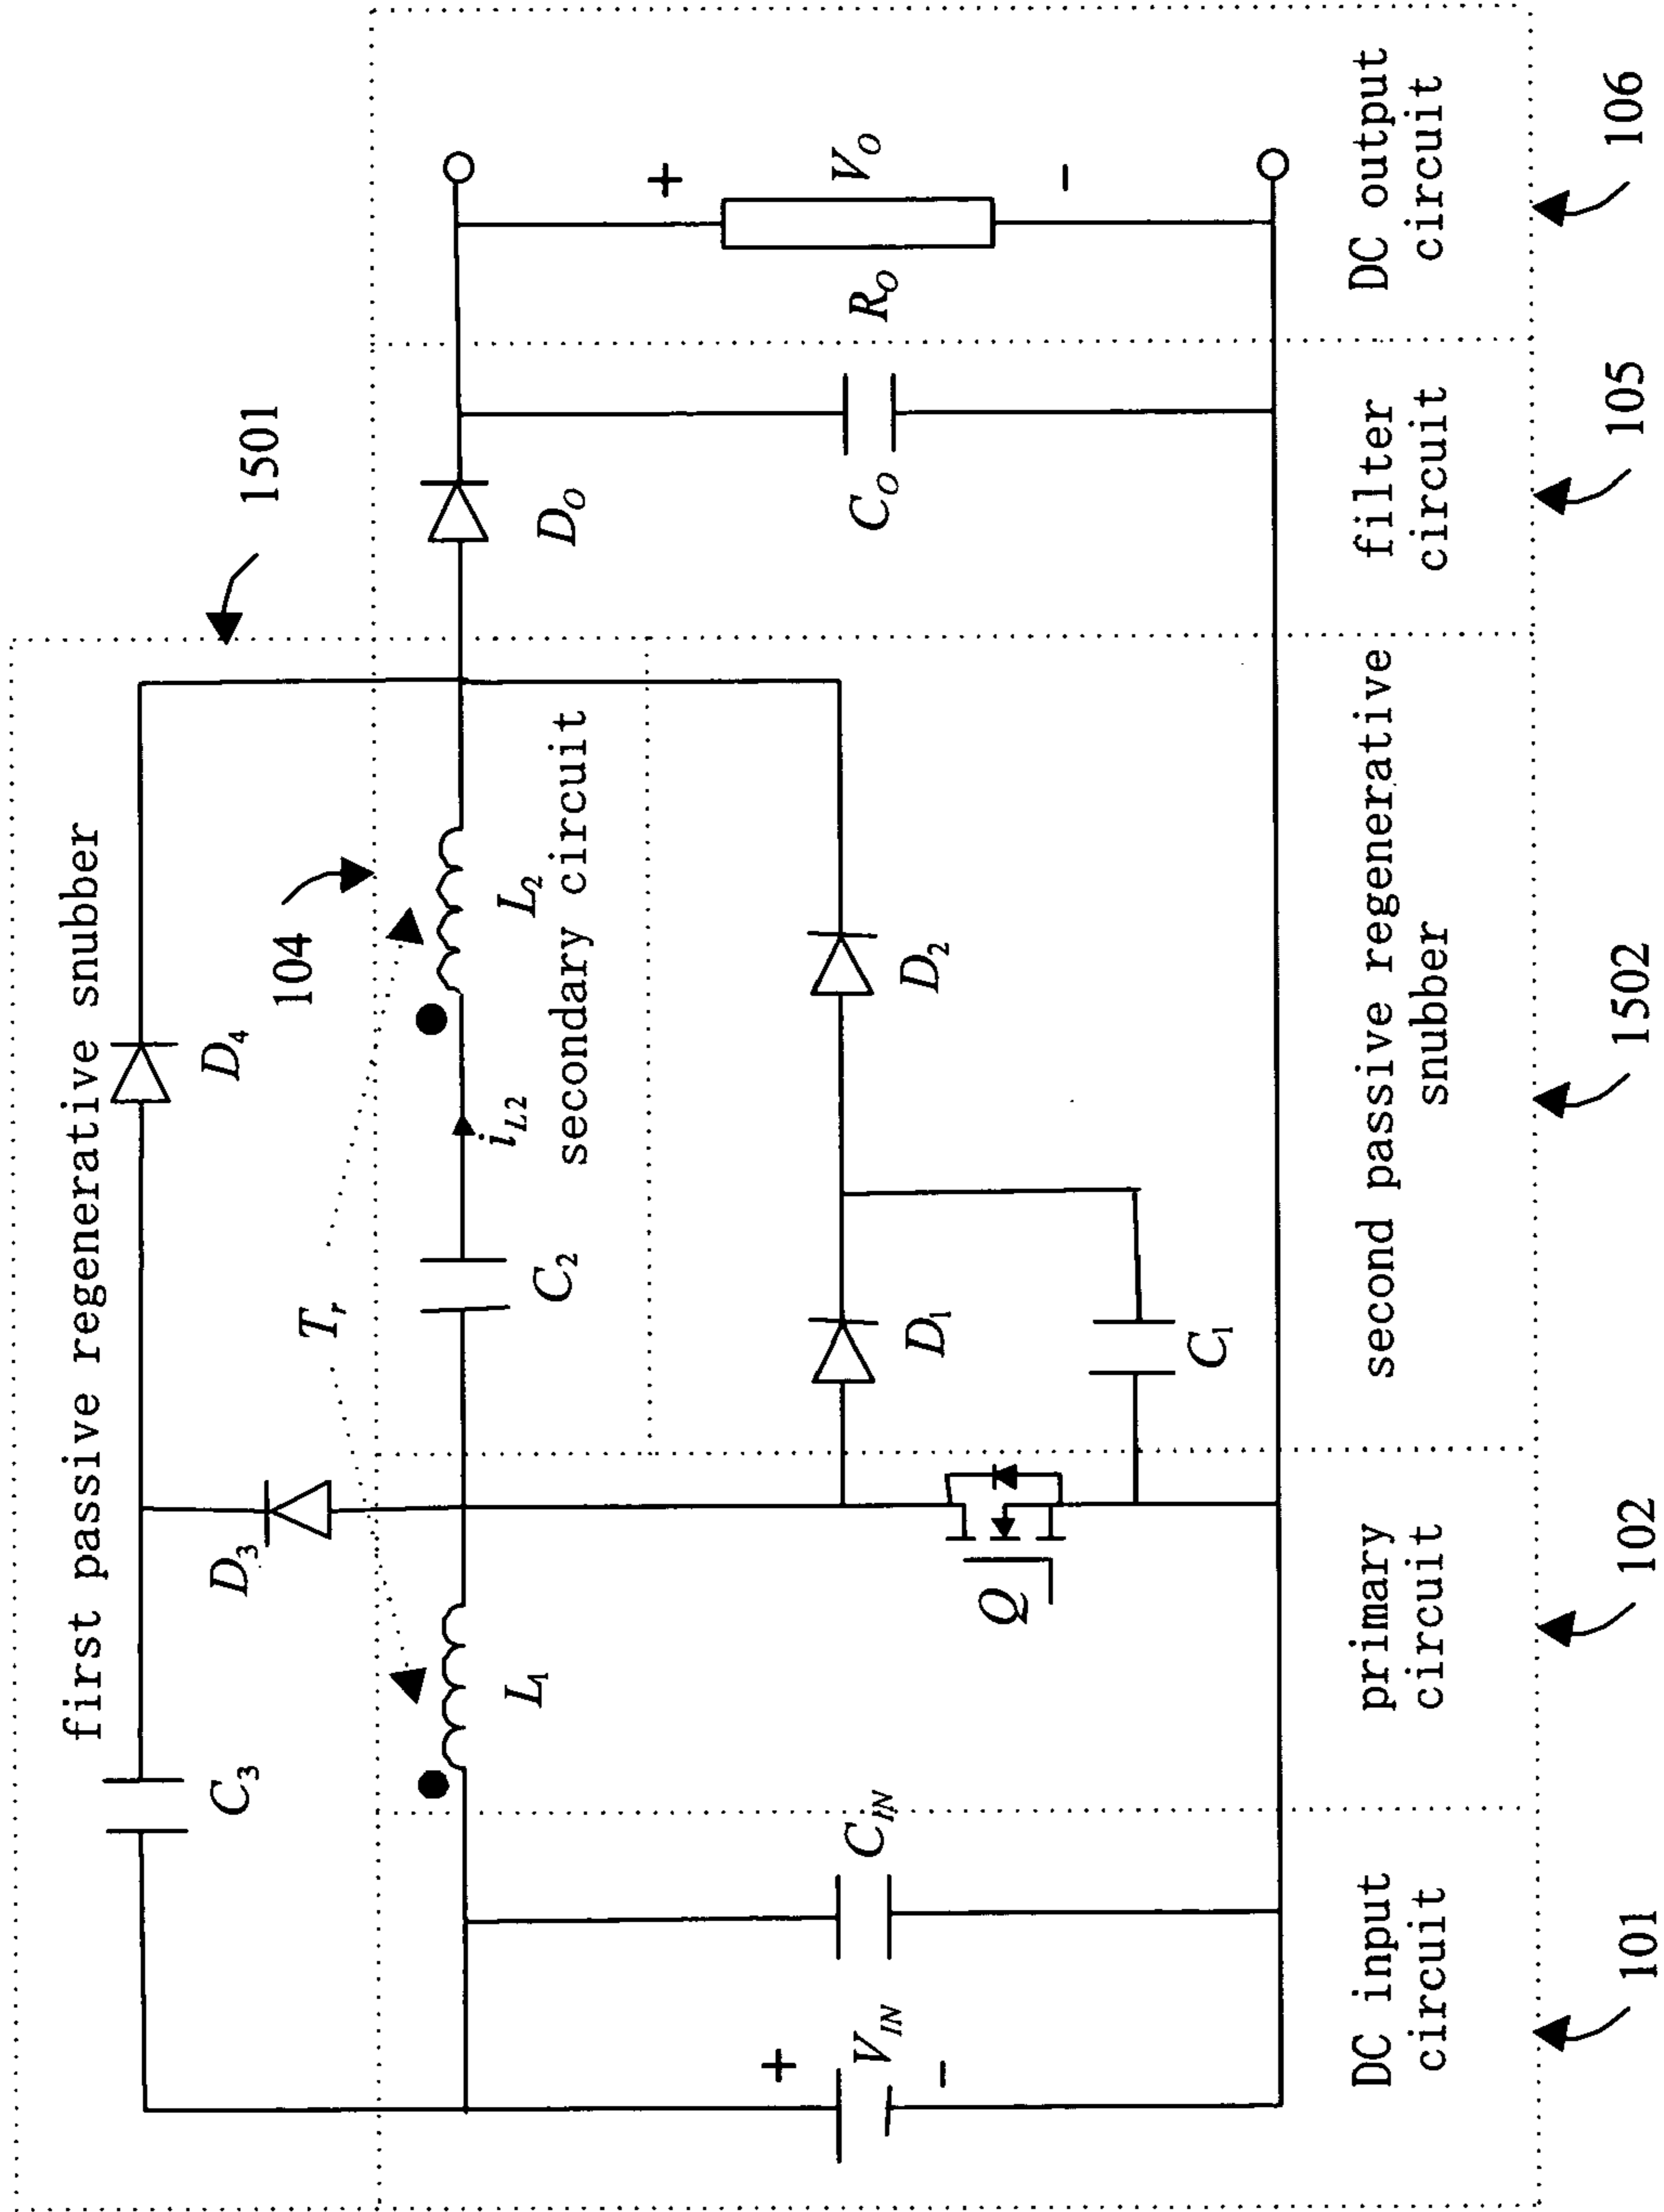 1501
first passive regenerative snubber
C3
D3
D4
Tr
104
L1
C2
iL2
L2
secondary circuit
DO
+
VIN
-
CIN
Q
D1
C1
D2
CO
RO
+
VO
-
DC input
circuit
primary
circuit
second passive regenerative
snubber
filter
circuit
DC output
circuit
101
102
1502
105
106